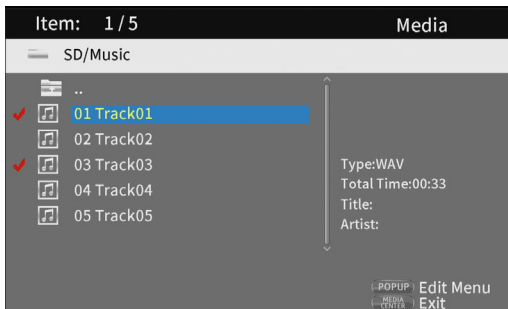 Item: 1/5 Media
SD/Music
..
01 Track01
02 Track02
03 Track03
04 Track04
05 Track05
Type:WAV
Total Time:00:33
Title:
Artist:
POPUP Edit Menu
MEDIA CENTER Exit